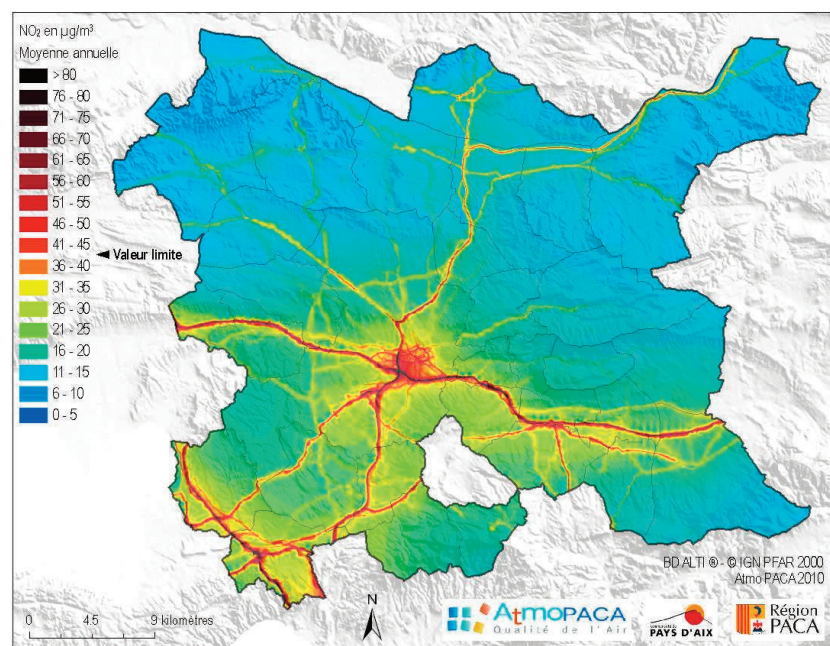 NO₂ en µg/m³
Moyenne annuelle
> 80
76 - 80
71 - 75
66 - 70
61 - 65
56 - 60
51 - 55
46 - 50
41 - 45
36 - 40
31 - 35
26 - 30
21 - 25
16 - 20
11 - 15
6 - 10
0 - 5
◄ Valeur limite
BD ALTI ® - © IGN PFAR 2000
Atmo PACA 2010
0 4.5 9 kilomètres
N
AtmoPACA
Qualité de l'Air
PAYS D'AIX
Région
PACA